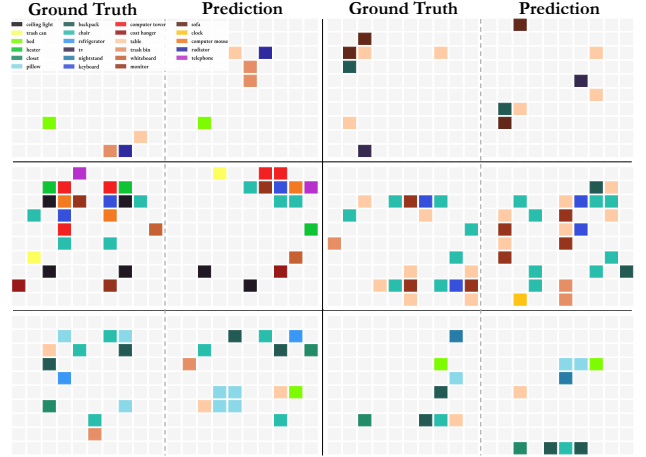 Ground Truth Prediction Ground Truth Prediction
ceiling light backpack computer tower sofa
trash can chair coat hanger clock
bed refrigerator table computer mouse
heater tv trash bin radiator
closet nightstand whiteboard telephone
pillow keyboard monitor